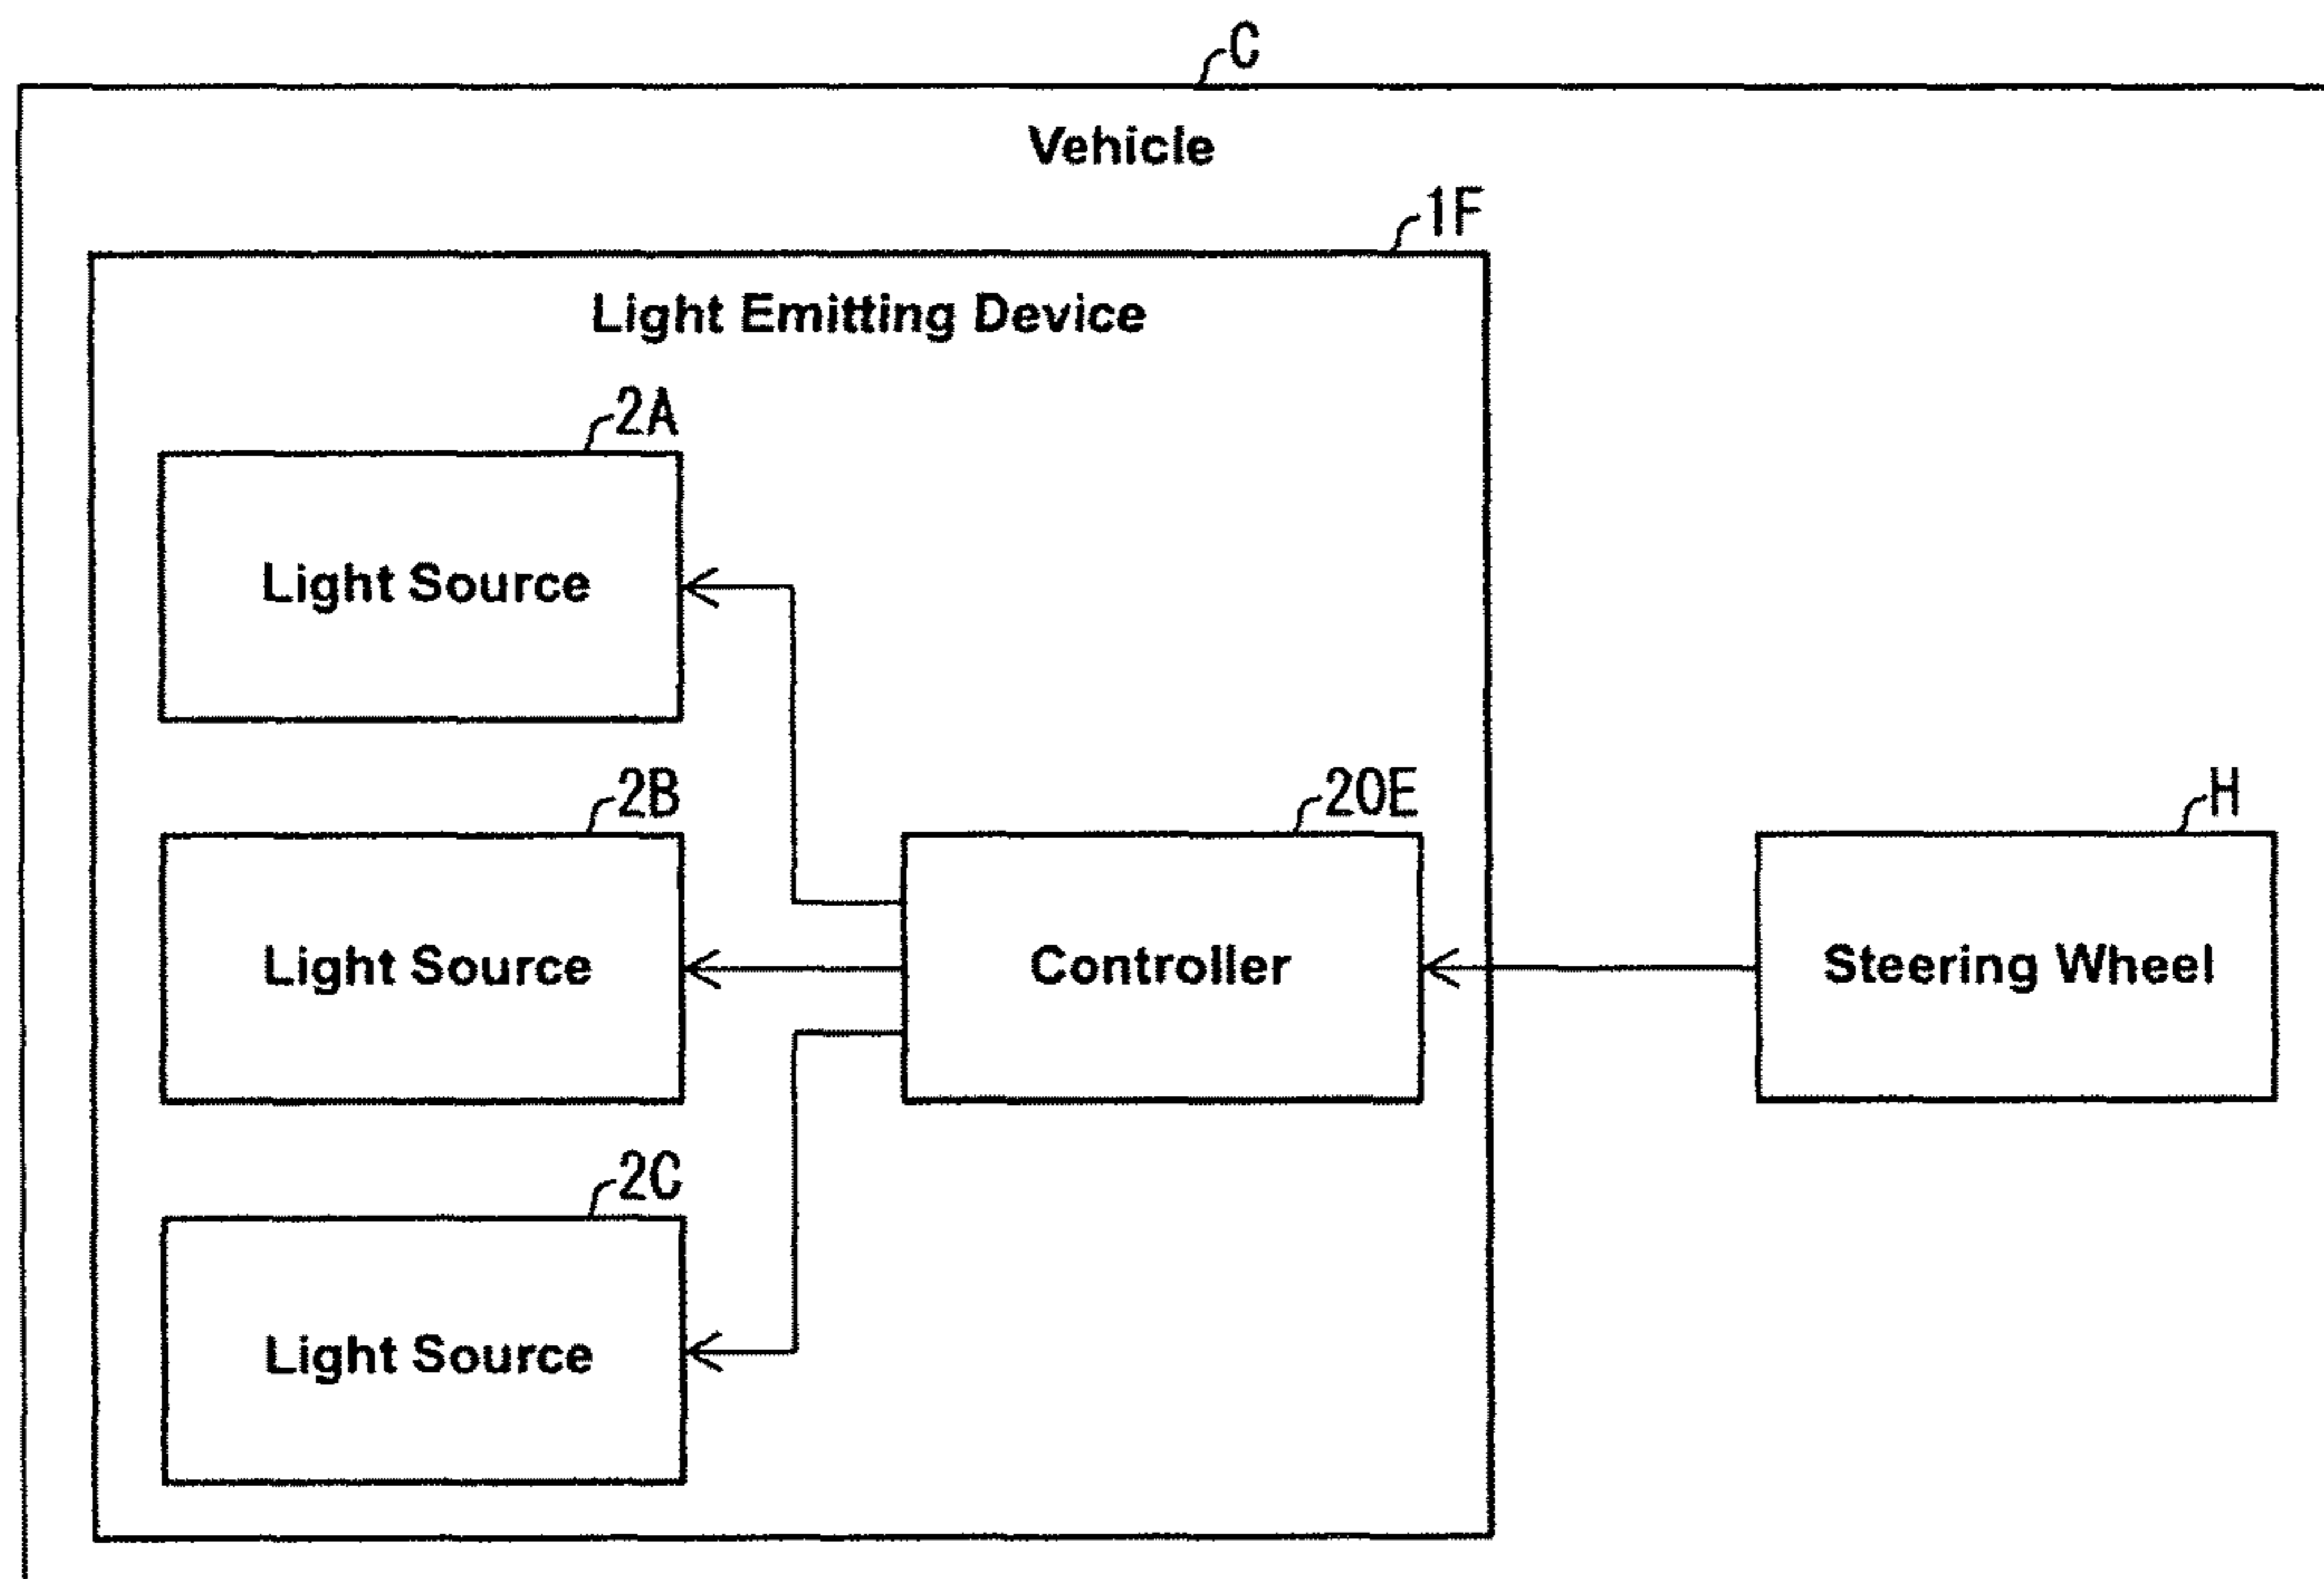 C
Vehicle
1F
Light Emitting Device
2A
Light Source
2B
20E
H
Light Source
Controller
Steering Wheel
2C
Light Source